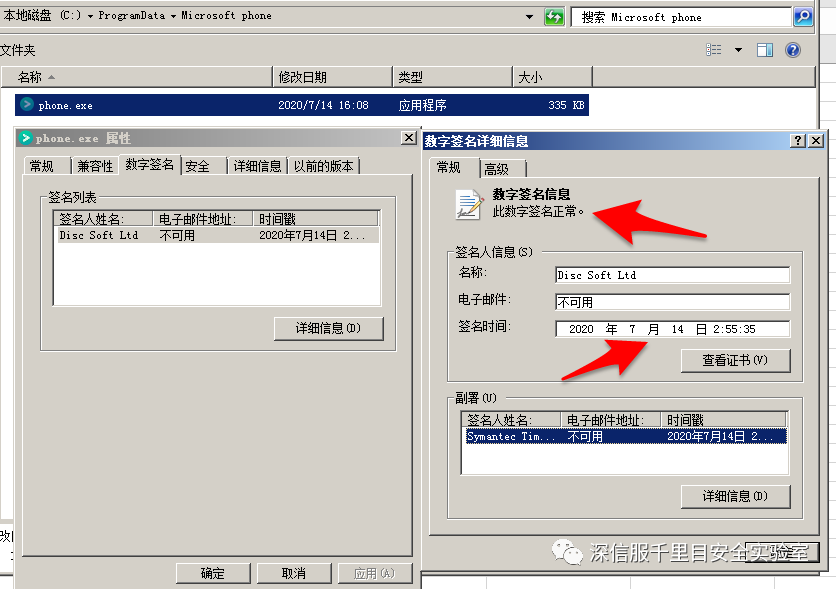 本地磁盘 (C:) ▾ ProgramData ▾ Microsoft phone
搜索 Microsoft phone
文件夹
名称 修改日期 类型 大小
phone.exe 2020/7/14 16:08 应用程序 335 KB
phone.exe 属性
常规 兼容性 数字签名 安全 详细信息 以前的版本
签名列表
签名人姓名: 电子邮件地址: 时间戳
Disc Soft Ltd 不可用 2020年7月14日 2...
详细信息(D)
确定 取消 应用(A)
数字签名详细信息
常规 高级
数字签名信息
此数字签名正常。
签名人信息(S)
名称: Disc Soft Ltd
电子邮件: 不可用
签名时间: 2020 年 7 月 14 日 2:55:35
查看证书(V)
副署(U)
签名人姓名: 电子邮件地址: 时间戳
Symantec Tim... 不可用 2020年7月14日 2...
详细信息(D)
深信服千里目安全实验室